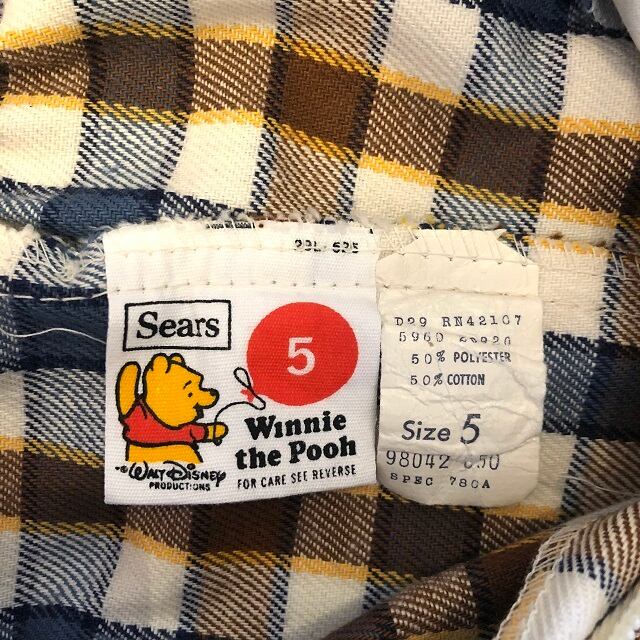 Sears
5
Winnie
the Pooh
© WALT DISNEY
PRODUCTIONS
FOR CARE SEE REVERSE
D29 RN42107
50% POLYESTER
50% COTTON
Size 5
98042
SPEC 780A